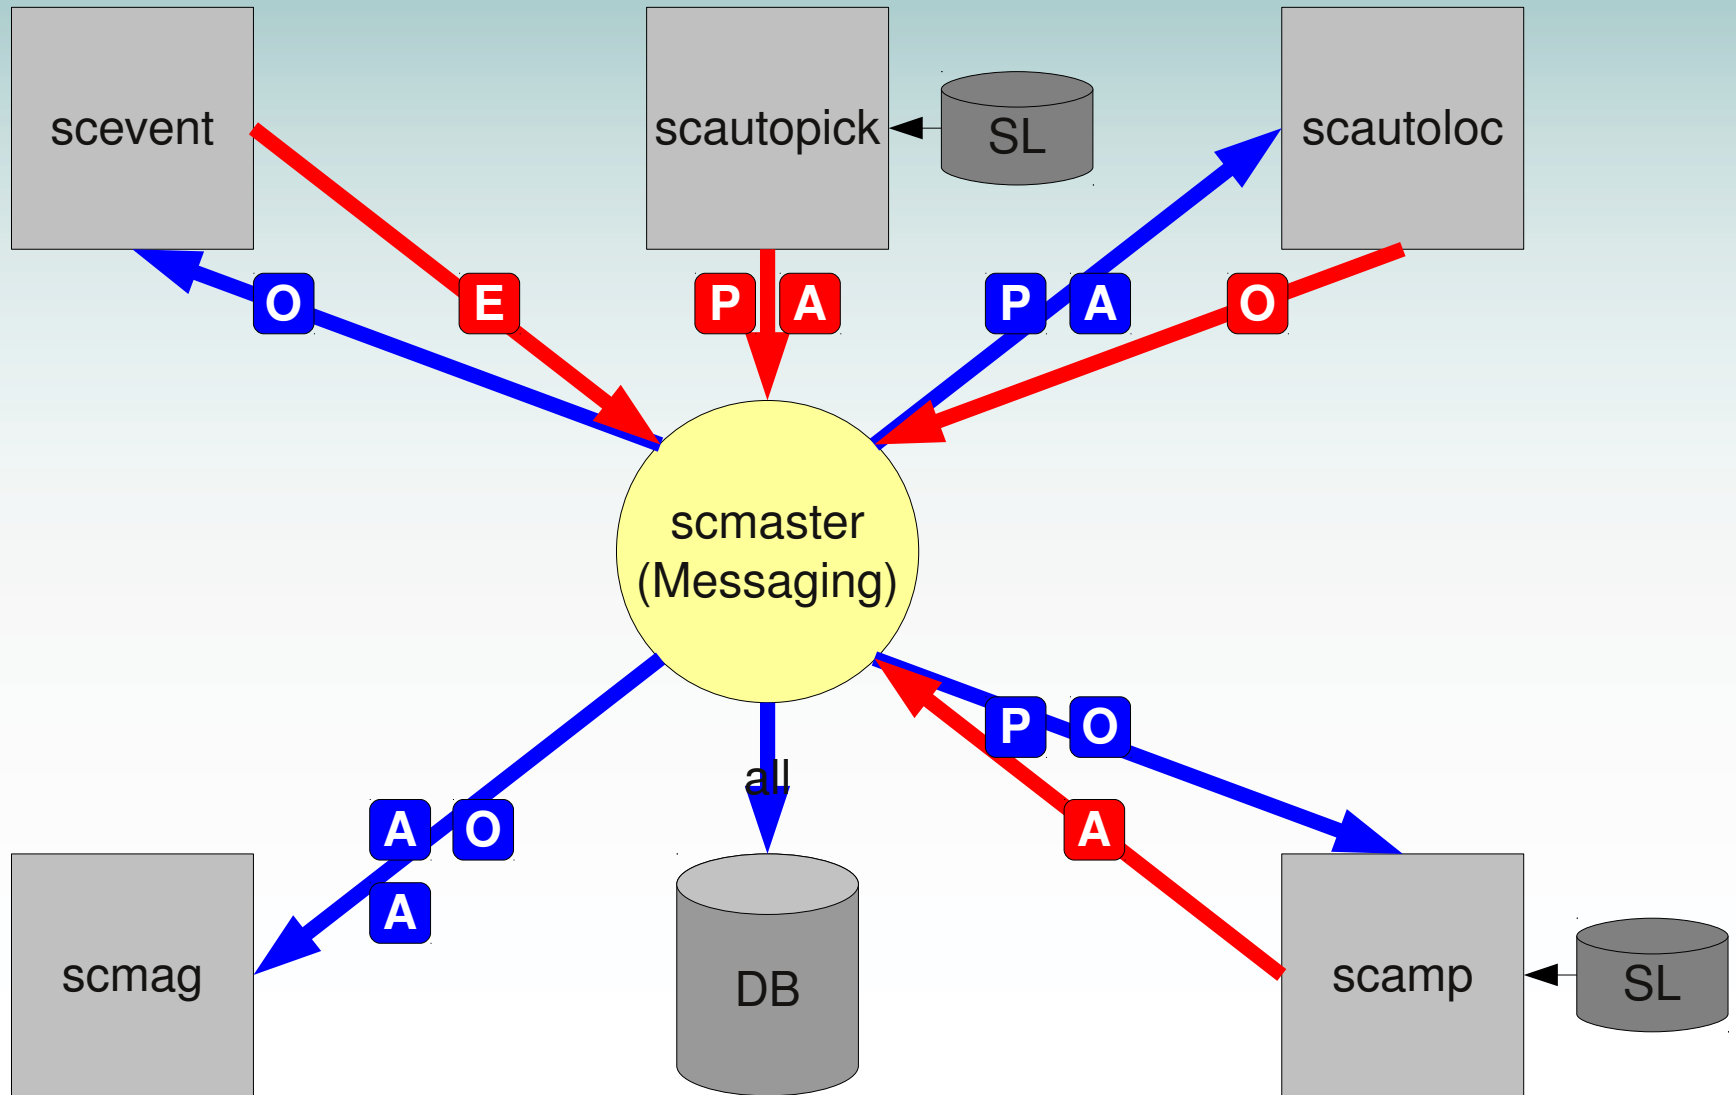 scevent
scautopick
SL
scautoloc
O
E
P
A
P
A
O
scmaster
(Messaging)
P
O
all
A
O
A
A
scmag
DB
scamp
SL